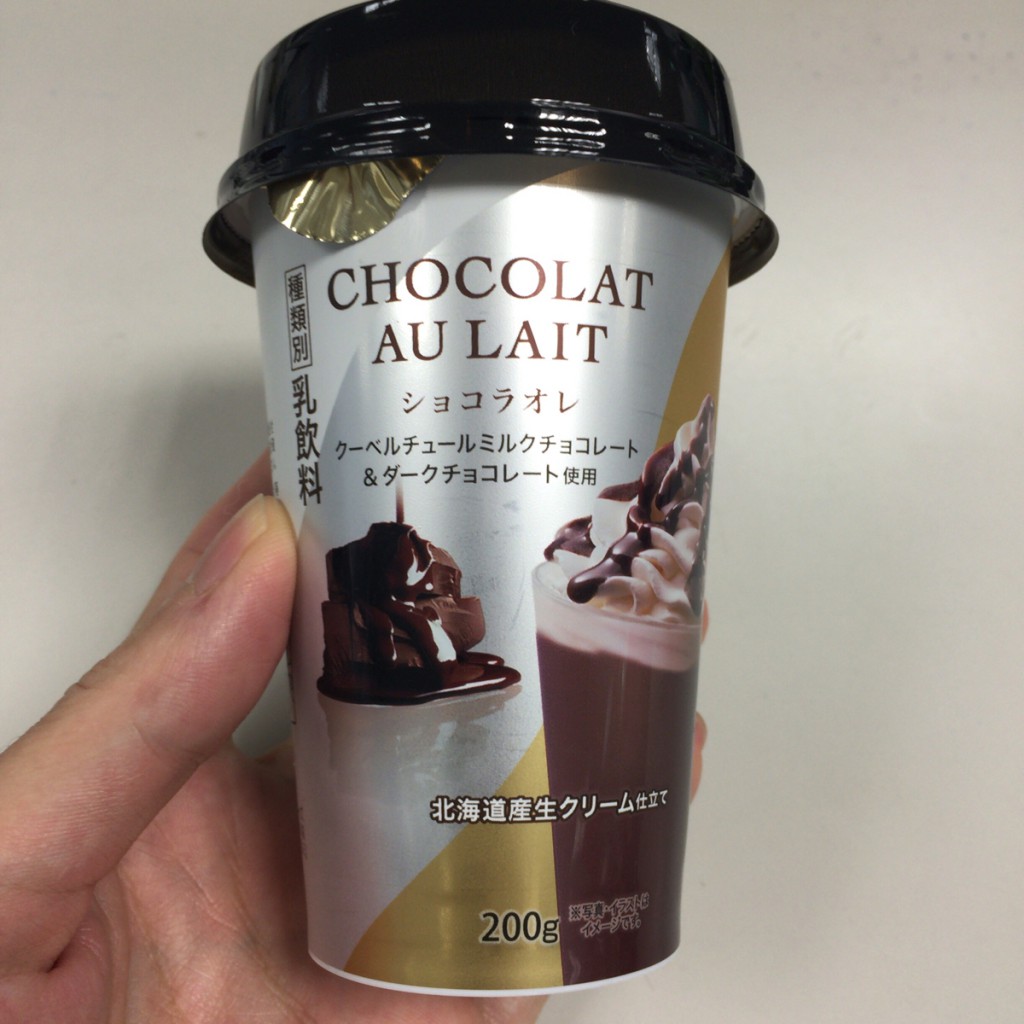 CHOCOLAT
AU LAIT
ショコラオレ
クーベルチュールミルクチョコレート
&ダークチョコレート使用
種類別 乳飲料
北海道産生クリーム仕立て
200g
※写真・イラストは
イメージです。